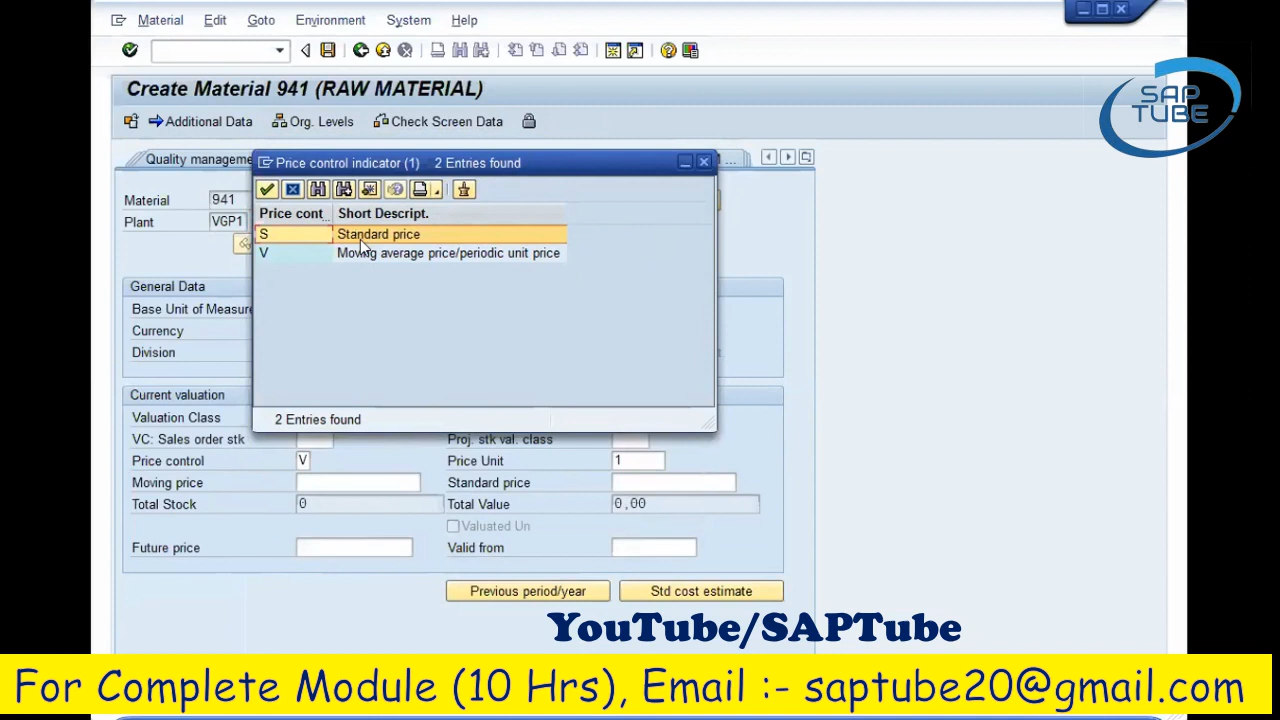 Material Edit Goto Environment System Help
Create Material 941 (RAW MATERIAL)
SAP
TUBE
Additional Data Org. Levels Check Screen Data
Quality manageme
...
Price control indicator (1) 2 Entries found
Material 941
Plant VGP1
Price cont... Short Descript.
S Standard price
V Moving average price/periodic unit price
General Data
Base Unit of Measure
Currency
Division
Current valuation
2 Entries found
Valuation Class
VC: Sales order stk Proj. stk val. class
Price control V Price Unit 1
Moving price Standard price
Total Stock 0 Total Value 0,00
Valuated Un
Future price Valid from
Previous period/year Std cost estimate
YouTube/SAPTube
For Complete Module (10 Hrs), Email :- saptube20@gmail.com